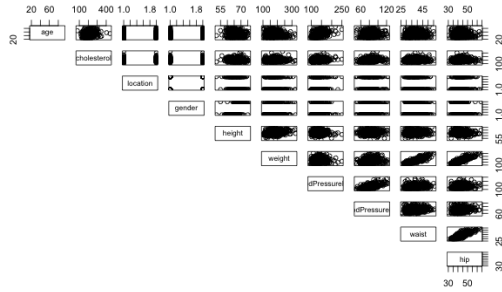 20 60 1.0 1.8 1.0 1.8 55 70 100 300 100 250 60 120 25 45 30 50
100 400
age 20
20
cholesterol 100
location 1.0
gender 1.0
height 55
weight 100
dPressure 100
dPressure 60
waist 25
hip 30
30 50